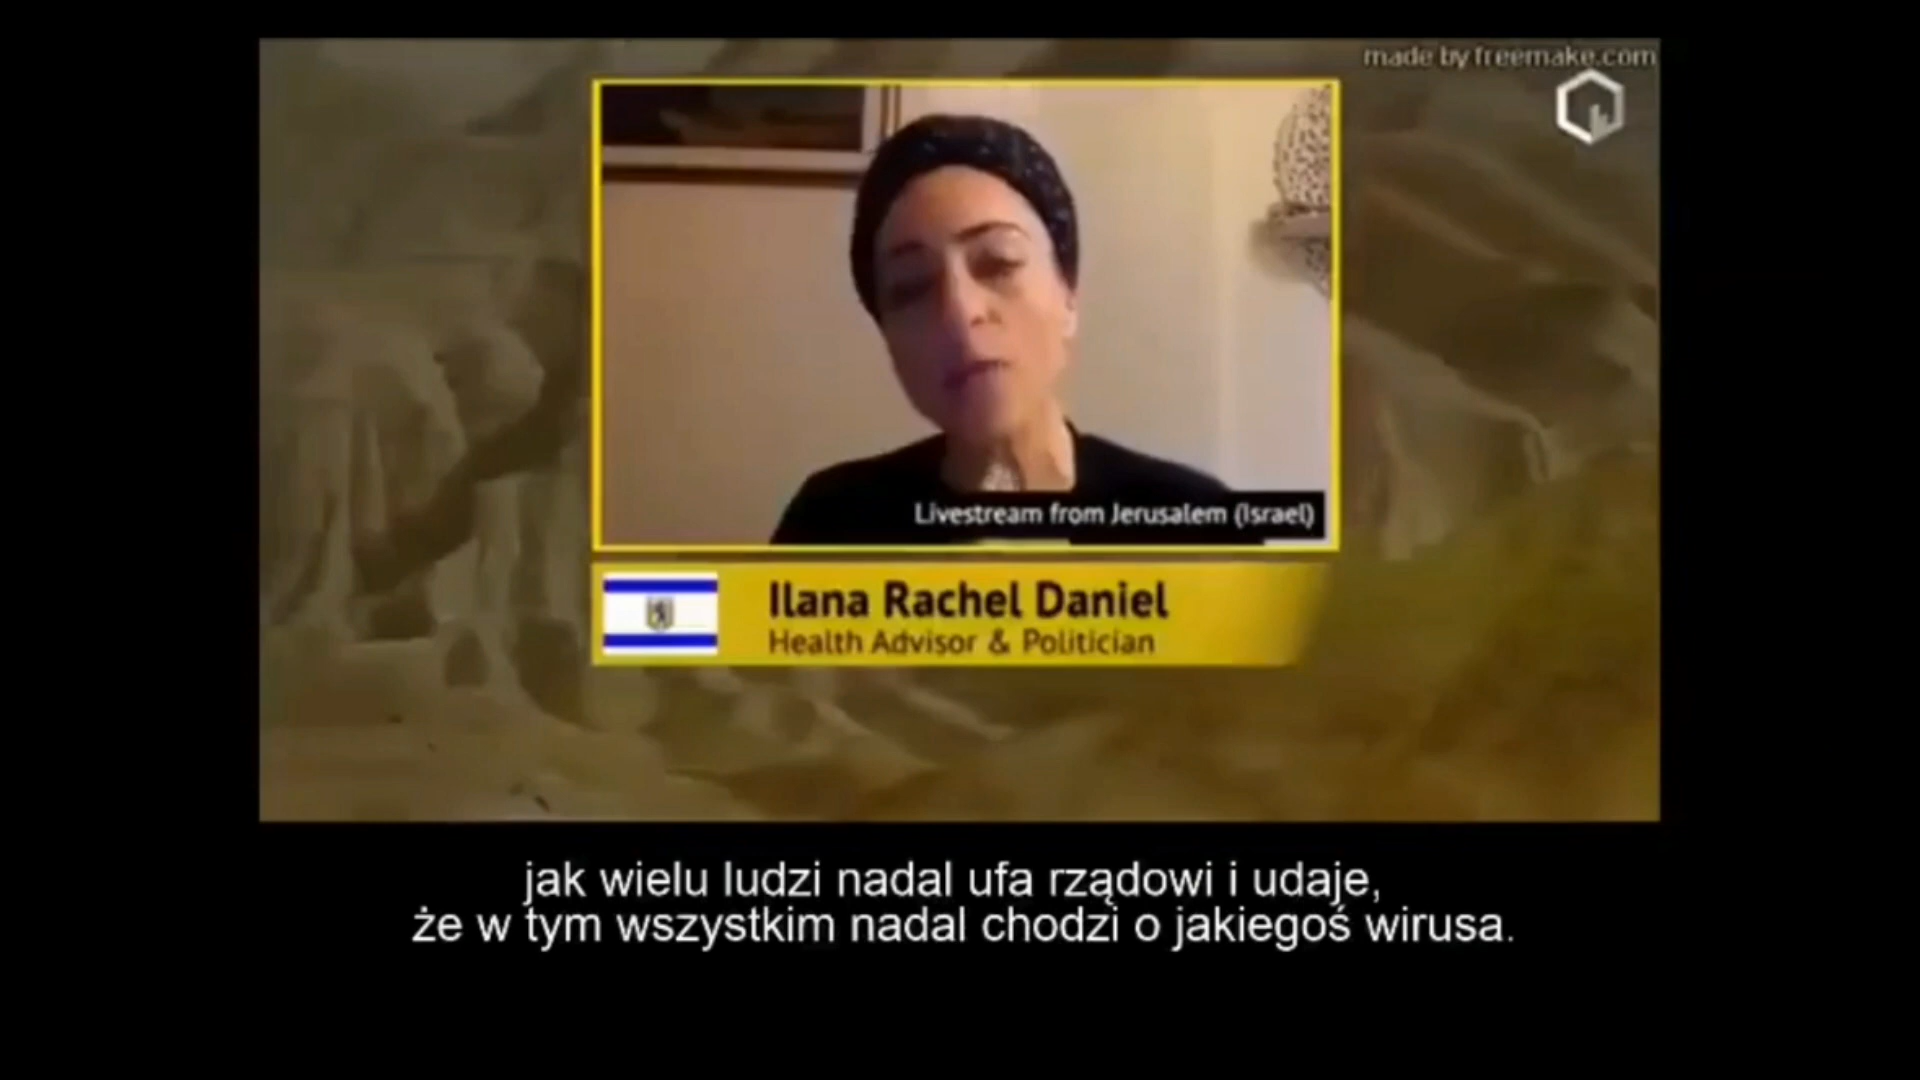 made by freemake.com
Livestream from Jerusalem (Israel)
Ilana Rachel Daniel
Health Advisor & Politician
jak wielu ludzi nadal ufa rządowi i udaje,
że w tym wszystkim nadal chodzi o jakiegoś wirusa.